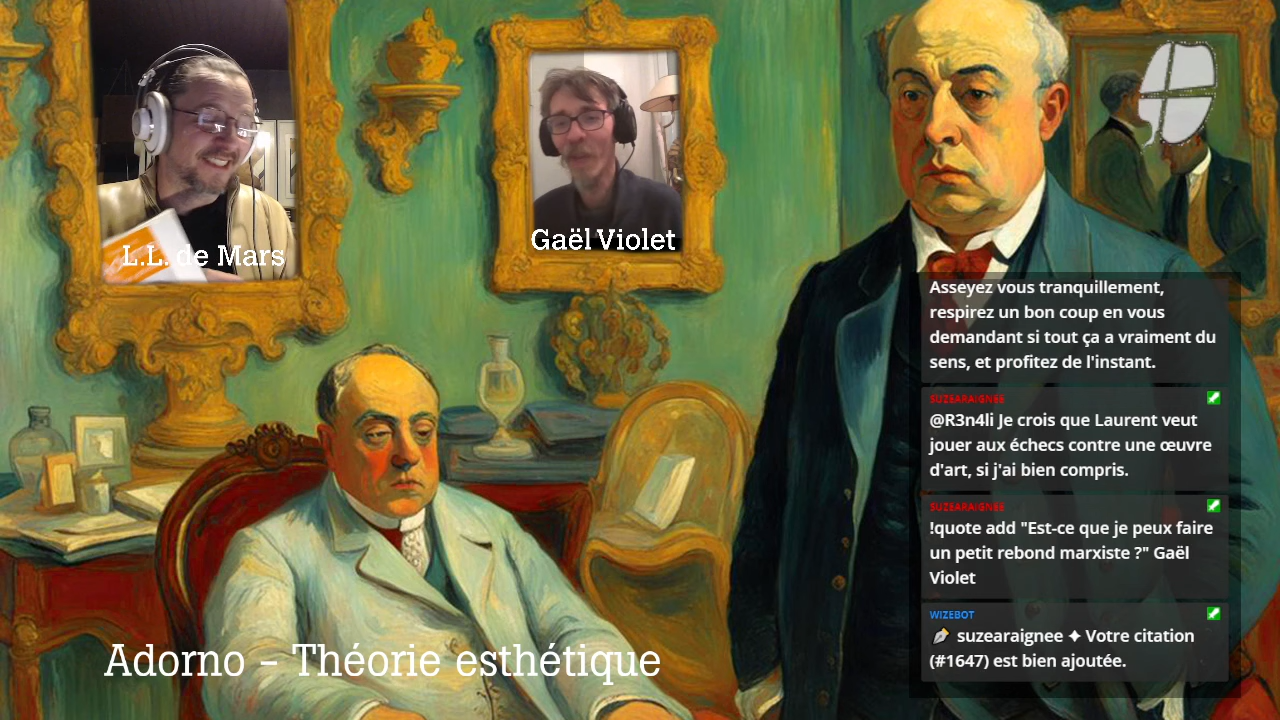 L.L. de Mars
Gaël Violet
Asseyez vous tranquillement,
respirez un bon coup en vous
demandant si tout ça a vraiment du
sens, et profitez de l'instant.
SUZEARAIGNEE
@R3n4li Je crois que Laurent veut
jouer aux échecs contre une œuvre
d'art, si j'ai bien compris.
SUZEARAIGNEE
!quote add "Est-ce que je peux faire
un petit rebond marxiste ?" Gaël
Violet
WIZEBOT
suzearaignee ✦ Votre citation
(#1647) est bien ajoutée.
Adorno – Théorie esthétique